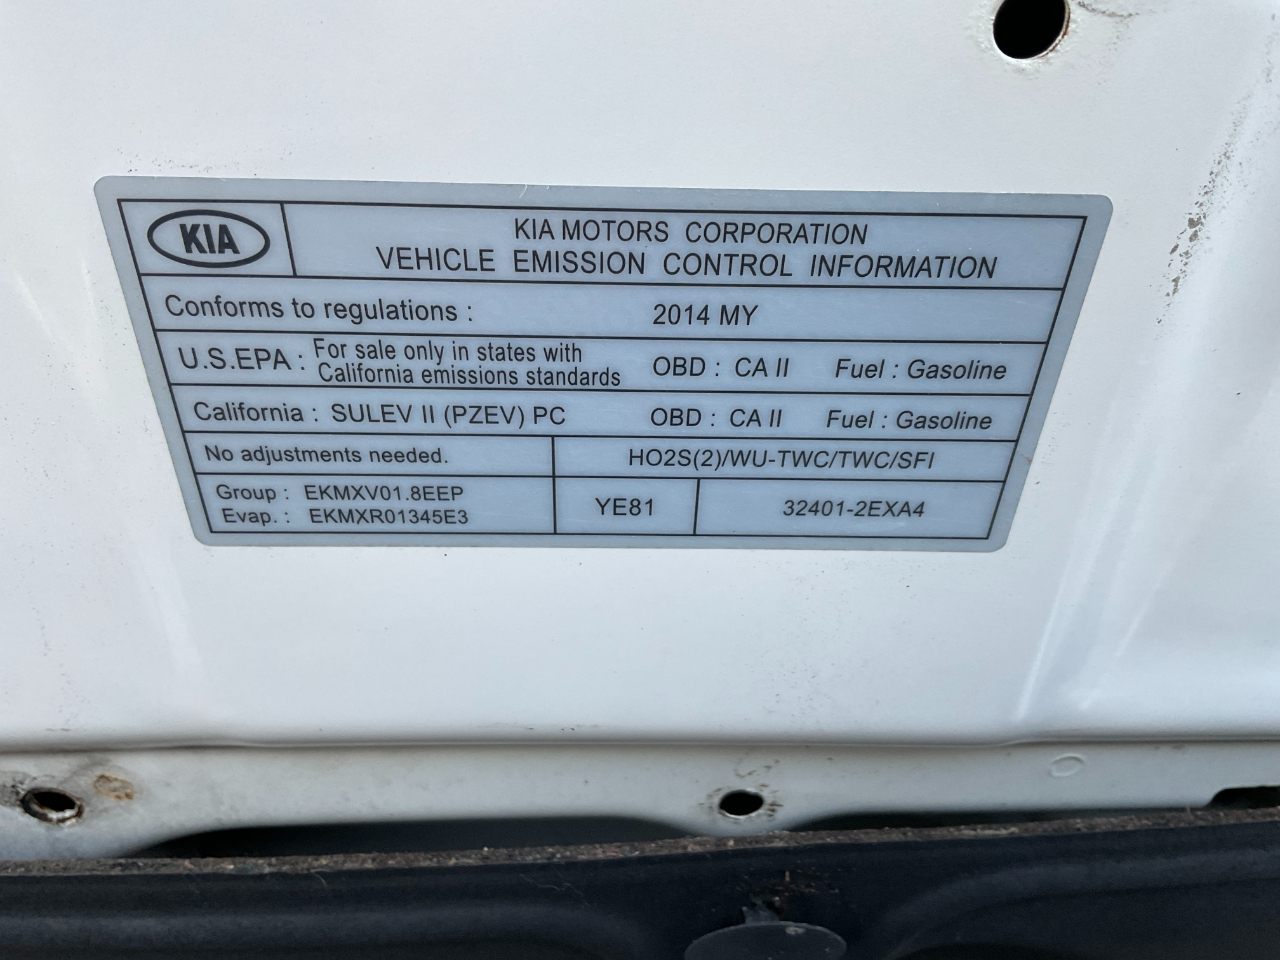 KIA
KIA MOTORS CORPORATION
VEHICLE EMISSION CONTROL INFORMATION
Conforms to regulations : 2014 MY
U.S.EPA : For sale only in states with California emissions standards OBD : CA II Fuel : Gasoline
California : SULEV II (PZEV) PC OBD : CA II Fuel : Gasoline
No adjustments needed. HO2S(2)/WU-TWC/TWC/SFI
Group : EKMXV01.8EEP
Evap. : EKMXR01345E3
YE81 32401-2EXA4